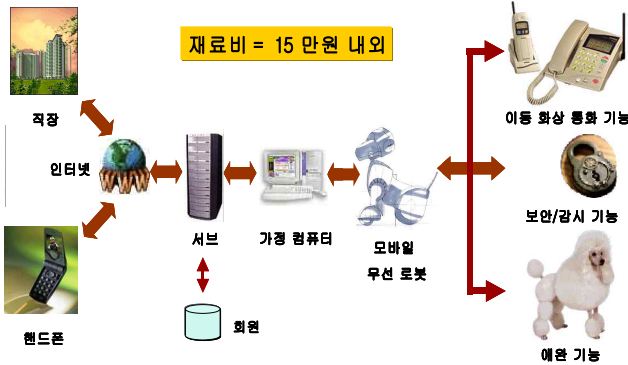 재료비 = 15 만원 내외
직장
인터넷
핸드폰
서브
회원
가정 컴퓨터
모바일
무선 로봇
이동 화상 통화 기능
보안/감시 기능
애완 기능